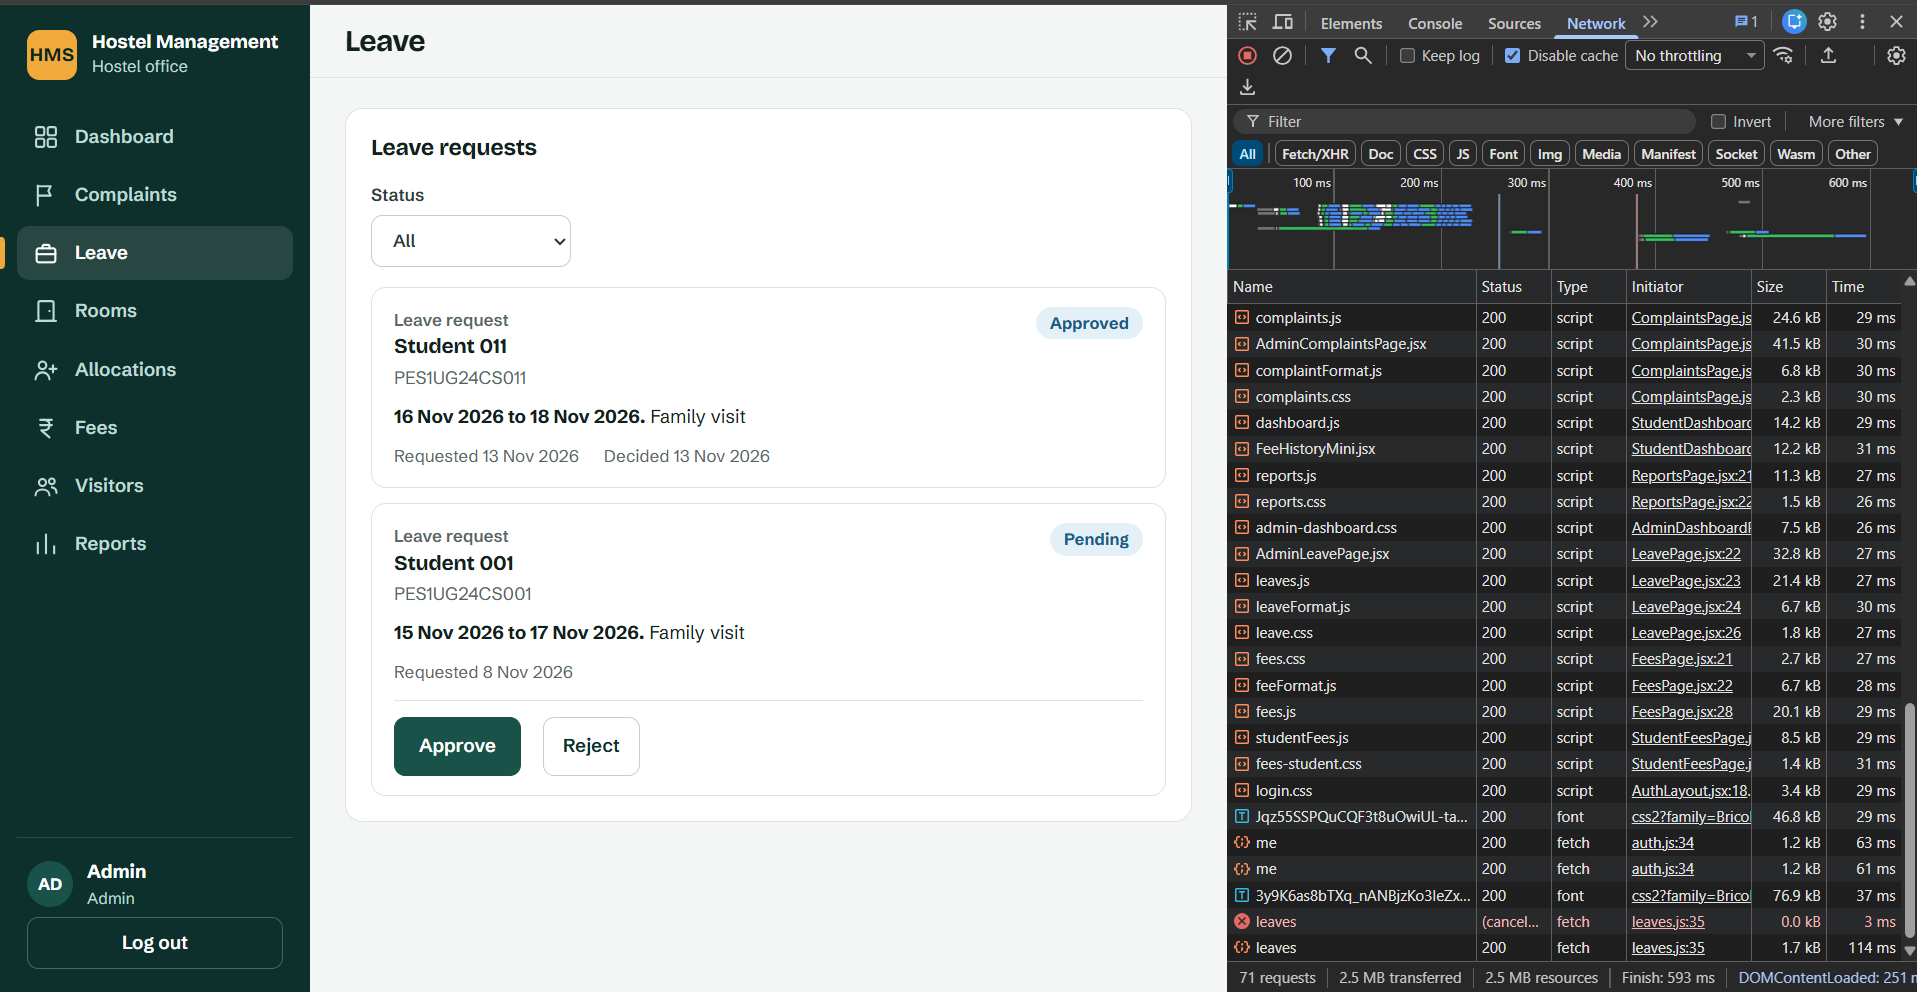 HMS
Hostel Management
Hostel office
Dashboard
Complaints
Leave
Rooms
Allocations
Fees
Visitors
Reports
AD
Admin
Admin
Log out
Leave
Leave requests
Status
All
Leave request
Approved
Student 011
PES1UG24CS011
16 Nov 2026 to 18 Nov 2026. Family visit
Requested 13 Nov 2026 Decided 13 Nov 2026
Leave request
Pending
Student 001
PES1UG24CS001
15 Nov 2026 to 17 Nov 2026. Family visit
Requested 8 Nov 2026
Approve Reject
Elements Console Sources Network 1
Keep log Disable cache No throttling
Filter Invert More filters
All Fetch/XHR Doc CSS JS Font Img Media Manifest Socket Wasm Other
100 ms 200 ms 300 ms 400 ms 500 ms 600 ms
Name Status Type Initiator Size Time
complaints.js 200 script ComplaintsPage.js 24.6 kB 29 ms
AdminComplaintsPage.jsx 200 script ComplaintsPage.js 41.5 kB 30 ms
complaintFormat.js 200 script ComplaintsPage.js 6.8 kB 30 ms
complaints.css 200 script ComplaintsPage.js 2.3 kB 30 ms
dashboard.js 200 script StudentDashboard 14.2 kB 29 ms
FeeHistoryMini.jsx 200 script StudentDashboard 12.2 kB 31 ms
reports.js 200 script ReportsPage.jsx:21 11.3 kB 27 ms
reports.css 200 script ReportsPage.jsx:22 1.5 kB 26 ms
admin-dashboard.css 200 script AdminDashboardP 7.5 kB 26 ms
AdminLeavePage.jsx 200 script LeavePage.jsx:22 32.8 kB 27 ms
leaves.js 200 script LeavePage.jsx:23 21.4 kB 27 ms
leaveFormat.js 200 script LeavePage.jsx:24 6.7 kB 30 ms
leave.css 200 script LeavePage.jsx:26 1.8 kB 27 ms
fees.css 200 script FeesPage.jsx:21 2.7 kB 27 ms
feeFormat.js 200 script FeesPage.jsx:22 6.7 kB 28 ms
fees.js 200 script FeesPage.jsx:28 20.1 kB 29 ms
studentFees.js 200 script StudentFeesPage.j 8.5 kB 29 ms
fees-student.css 200 script StudentFeesPage.j 1.4 kB 31 ms
login.css 200 script AuthLayout.jsx:18. 3.4 kB 29 ms
Jqz55SSPQuCQF3t8uOwiUL-ta... 200 font css2?family=Brico 46.8 kB 29 ms
me 200 fetch auth.js:34 1.2 kB 63 ms
me 200 fetch auth.js:34 1.2 kB 61 ms
3y9K6as8bTXq_nANBjzKo3IeZx... 200 font css2?family=Brico 76.9 kB 37 ms
leaves (cancel... fetch leaves.js:35 0.0 kB 3 ms
leaves 200 fetch leaves.js:35 1.7 kB 114 ms
71 requests 2.5 MB transferred 2.5 MB resources Finish: 593 ms DOMContentLoaded: 251 m